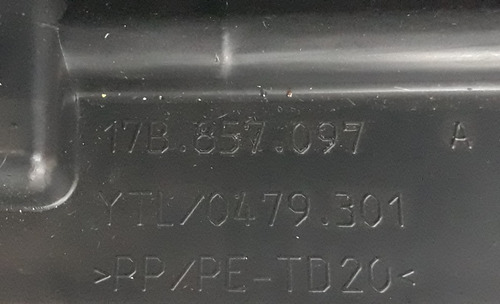 17B.857.097 A
YTL/0479.301
>PP/PE-TD20<